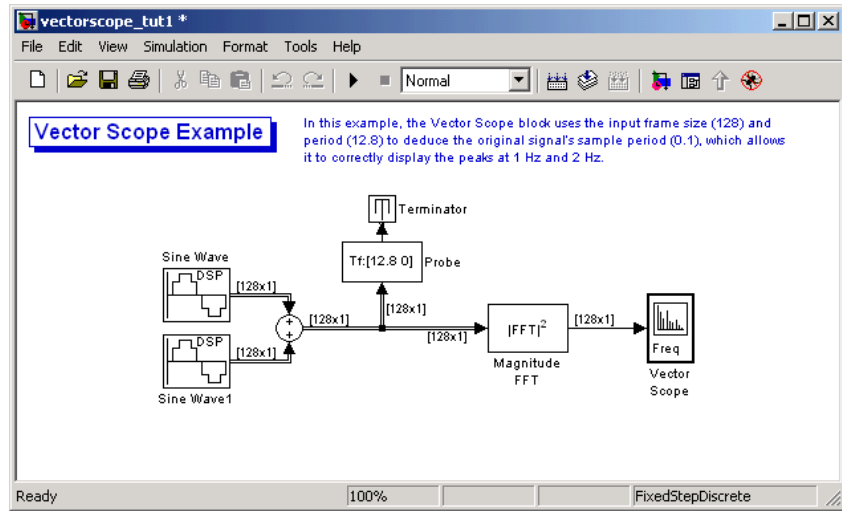 vectorscope_tut1 *
File Edit View Simulation Format Tools Help
Normal
Vector Scope Example
In this example, the Vector Scope block uses the input frame size (128) and
period (12.8) to deduce the original signal's sample period (0.1), which allows
it to correctly display the peaks at 1 Hz and 2 Hz.
Terminator
Tf:[12.8 0]
Probe
Sine Wave
DSP
[128x1]
[128x1]
[128x1]
[128x1]
|FFT|2
[128x1]
Freq
DSP
[128x1]
Magnitude
FFT
Vector
Scope
Sine Wave1
Ready
100%
FixedStepDiscrete